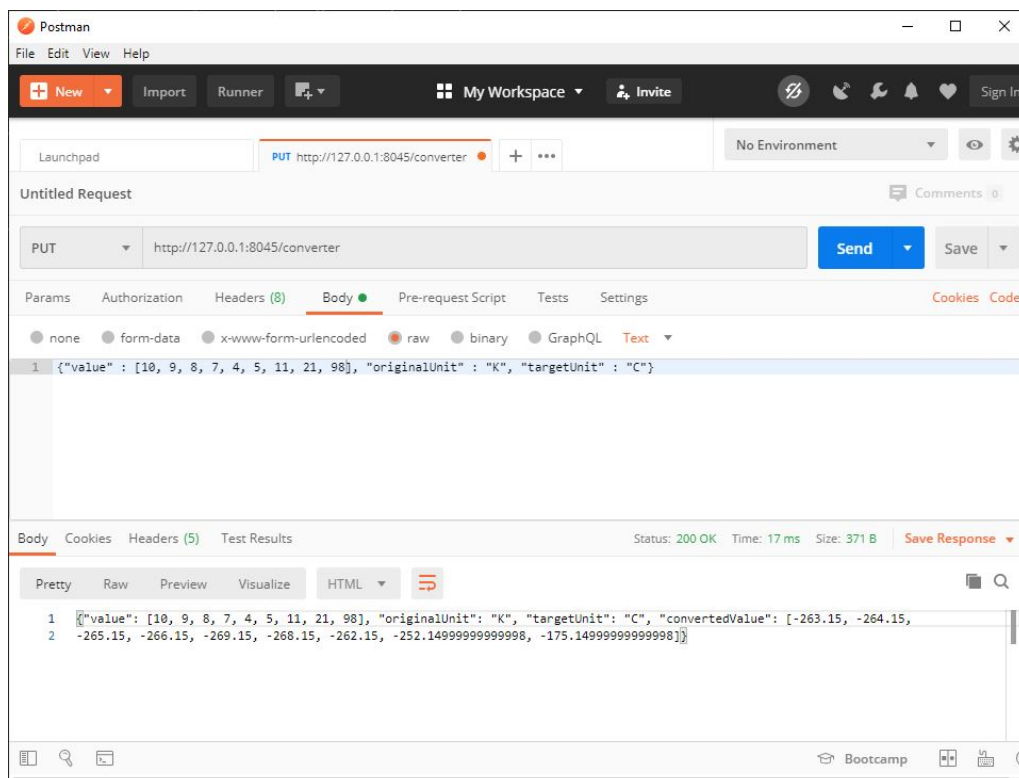 Postman
File Edit View Help
New Import Runner My Workspace Invite Sign In
Launchpad PUT http://127.0.0.1:8045/converter No Environment
Untitled Request Comments 0
PUT http://127.0.0.1:8045/converter Send Save
Params Authorization Headers (8) Body Pre-request Script Tests Settings Cookies Code
none form-data x-www-form-urlencoded raw binary GraphQL Text
1 {"value" : [10, 9, 8, 7, 4, 5, 11, 21, 98], "originalUnit" : "K", "targetUnit" : "C"}
Body Cookies Headers (5) Test Results Status: 200 OK Time: 17 ms Size: 371 B Save Response
Pretty Raw Preview Visualize HTML
1 {"value": [10, 9, 8, 7, 4, 5, 11, 21, 98], "originalUnit": "K", "targetUnit": "C", "convertedValue": [-263.15, -264.15,
2 -265.15, -266.15, -269.15, -268.15, -262.15, -252.14999999999998, -175.14999999999998]}
Bootcamp